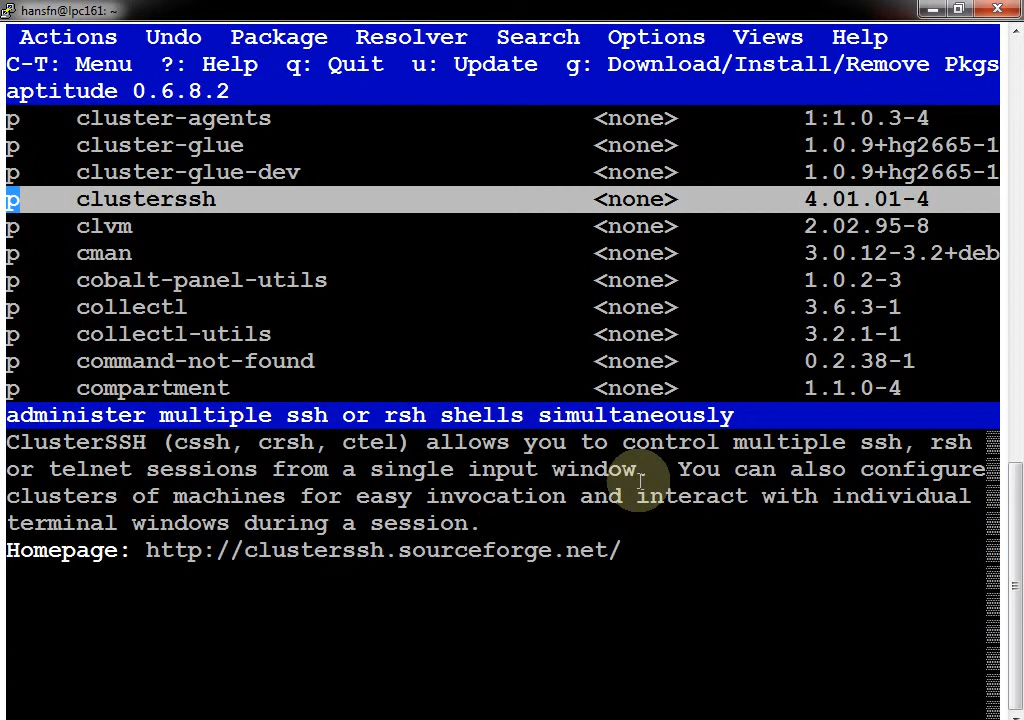 hansfn@lpc161: ~
Actions Undo Package Resolver Search Options Views Help
C-T: Menu ?: Help q: Quit u: Update g: Download/Install/Remove Pkgs
aptitude 0.6.8.2
p cluster-agents <none> 1:1.0.3-4
p cluster-glue <none> 1.0.9+hg2665-1
p cluster-glue-dev <none> 1.0.9+hg2665-1
p clusterssh <none> 4.01.01-4
p clvm <none> 2.02.95-8
p cman <none> 3.0.12-3.2+deb
p cobalt-panel-utils <none> 1.0.2-3
p collectl <none> 3.6.3-1
p collectl-utils <none> 3.2.1-1
p command-not-found <none> 0.2.38-1
p compartment <none> 1.1.0-4
administer multiple ssh or rsh shells simultaneously
ClusterSSH (cssh, crsh, ctel) allows you to control multiple ssh, rsh
or telnet sessions from a single input window. You can also configure
clusters of machines for easy invocation and interact with individual
terminal windows during a session.
Homepage: http://clusterssh.sourceforge.net/